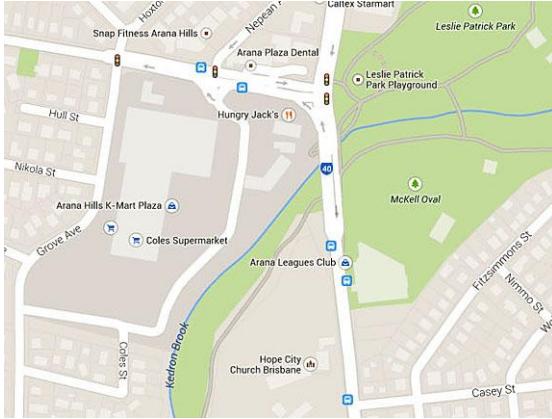 Hoxto
Nepean
Caltex Starmart
Leslie Patrick Park
Snap Fitness Arana Hills
Arana Plaza Dental
Leslie Patrick
Park Playground
Hull St
Hungry Jack's
Nikola St
40
McKell Oval
Arana Hills K-Mart Plaza
Grove Ave
Coles Supermarket
Fitzsimmons St
Arana Leagues Club
Nimmo St
Wo
Kedron Brook
Coles St
Hope City
Church Brisbane
Casey St